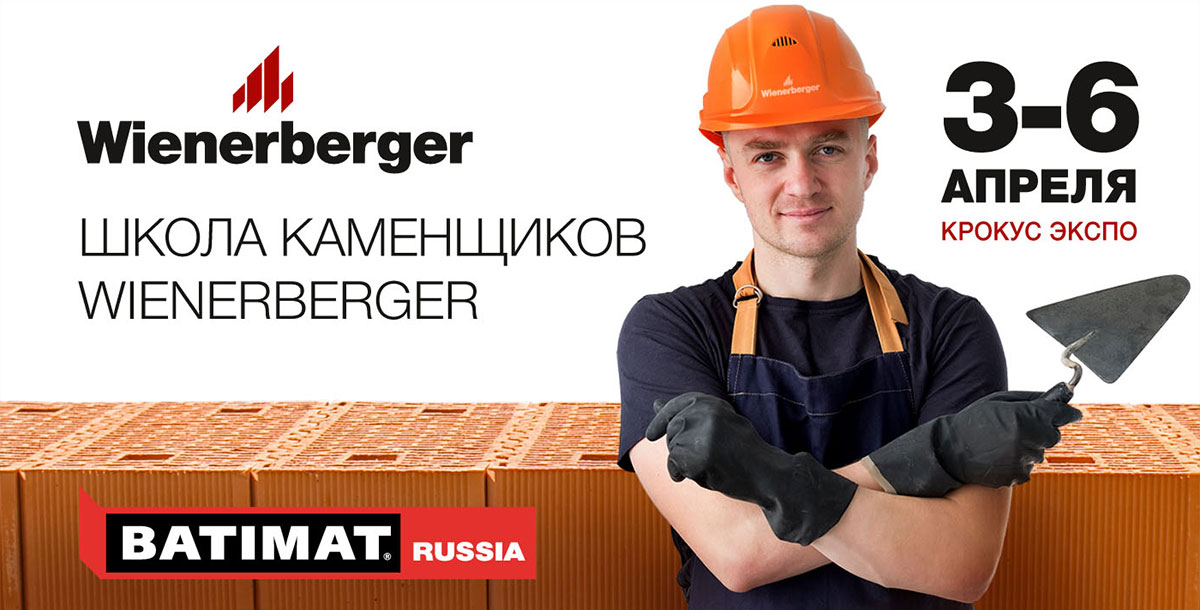 Wienerberger
ШКОЛА КАМЕНЩИКОВ
WIENERBERGER
Wienerberger
3-6
АПРЕЛЯ
КРОКУС ЭКСПО
BATIMAT®
RUSSIA